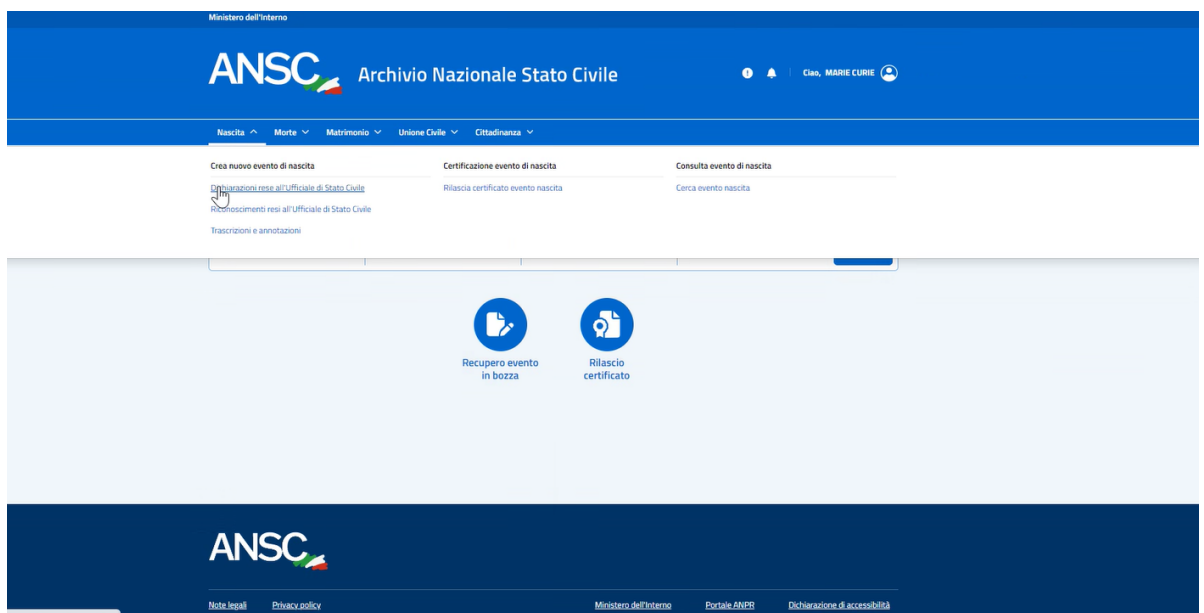 Ministero dell'Interno
ANSC Archivio Nazionale Stato Civile
Ciao, MARIE CURIE
Nascita Morte Matrimonio Unione Civile Cittadinanza
Crea nuovo evento di nascita Certificazione evento di nascita Consulta evento di nascita
Dichiarazioni rese all'Ufficiale di Stato Civile Rilascia certificato evento nascita Cerca evento nascita
Riconoscimenti resi all'Ufficiale di Stato Civile
Trascrizioni e annotazioni
Recupero evento
in bozza
Rilascio
certificato
ANSC
Note legali Privacy policy Ministero dell'Interno Portale ANPR Dichiarazione di accessibilità